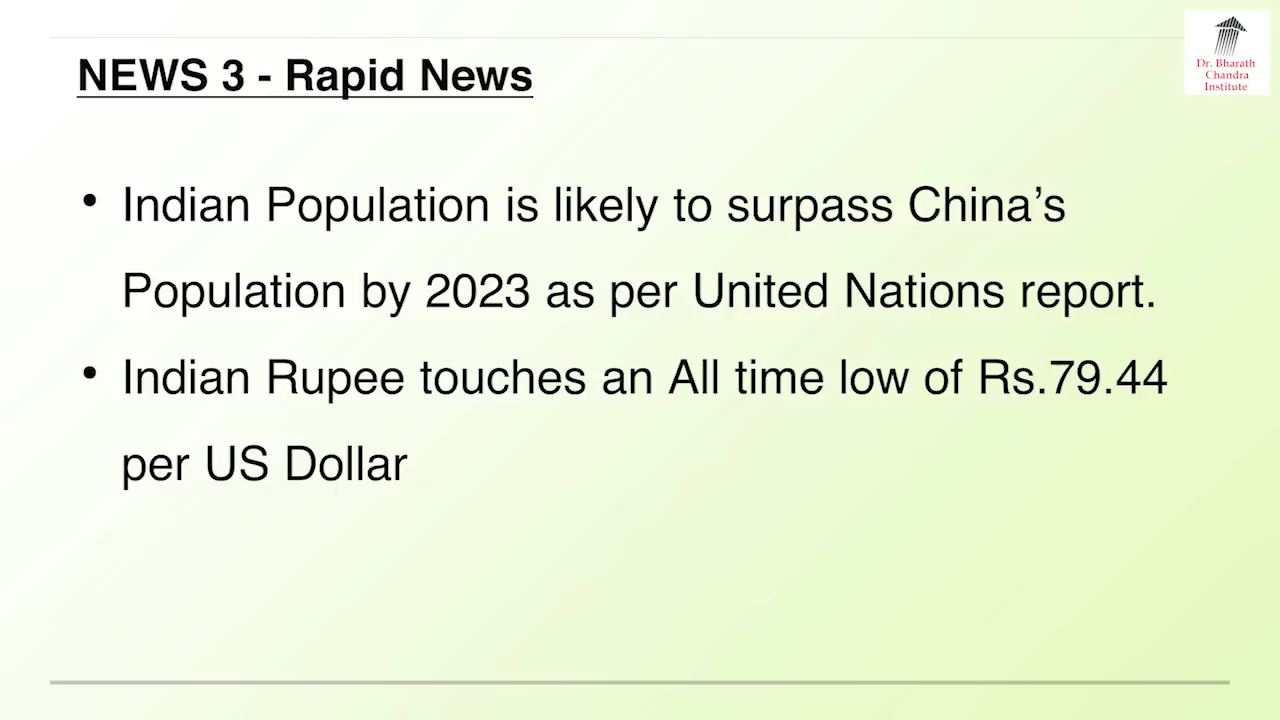 NEWS 3 - Rapid News
Dr. Bharath
Chandra
Institute
• Indian Population is likely to surpass China’s
Population by 2023 as per United Nations report.
• Indian Rupee touches an All time low of Rs.79.44
per US Dollar